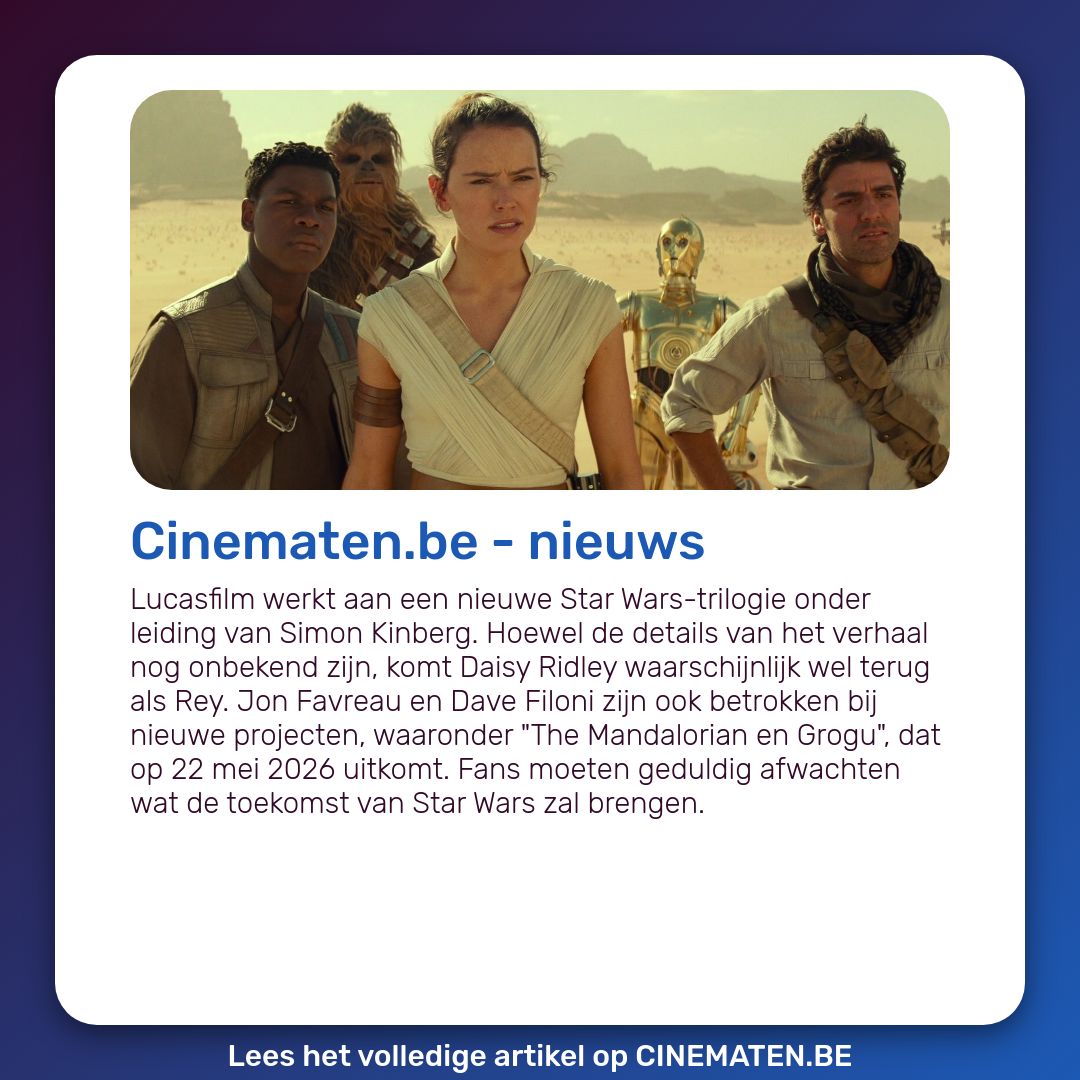 Cinematen.be - nieuws
Lucasfilm werkt aan een nieuwe Star Wars-trilogie onder
leiding van Simon Kinberg. Hoewel de details van het verhaal
nog onbekend zijn, komt Daisy Ridley waarschijnlijk wel terug
als Rey. Jon Favreau en Dave Filoni zijn ook betrokken bij
nieuwe projecten, waaronder "The Mandalorian en Grogu", dat
op 22 mei 2026 uitkomt. Fans moeten geduldig afwachten
wat de toekomst van Star Wars zal brengen.
Lees het volledige artikel op CINEMATEN.BE